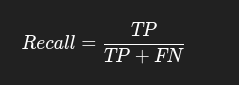 Recall = TP / (TP + FN)